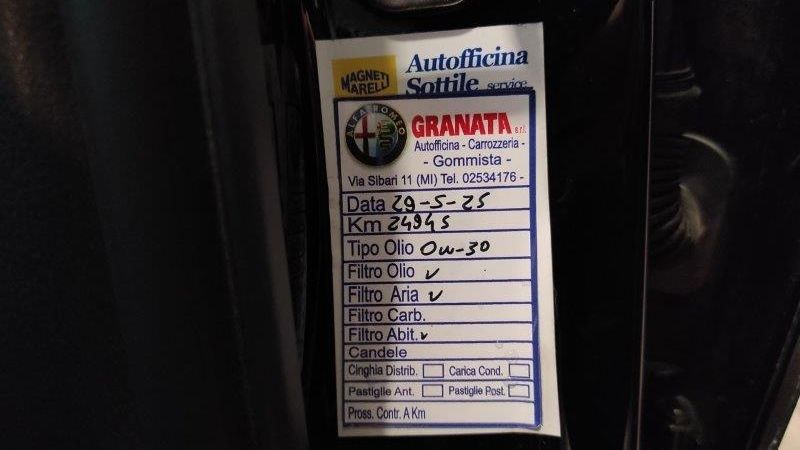 MAGNETI
MARELLI
Autofficina
Sottile service
ALFA ROMEO
GRANATA s.r.l.
Autofficina - Carrozzeria -
- Gommista -
Via Sibari 11 (MI) Tel. 02534176 -
Data 29-5-25
Km 24945
Tipo Olio 0w-30
Filtro Olio v
Filtro Aria v
Filtro Carb.
Filtro Abit. v
Candele
Cinghia Distrib. Carica Cond.
Pastiglie Ant. Pastiglie Post.
Pross. Contr. A Km